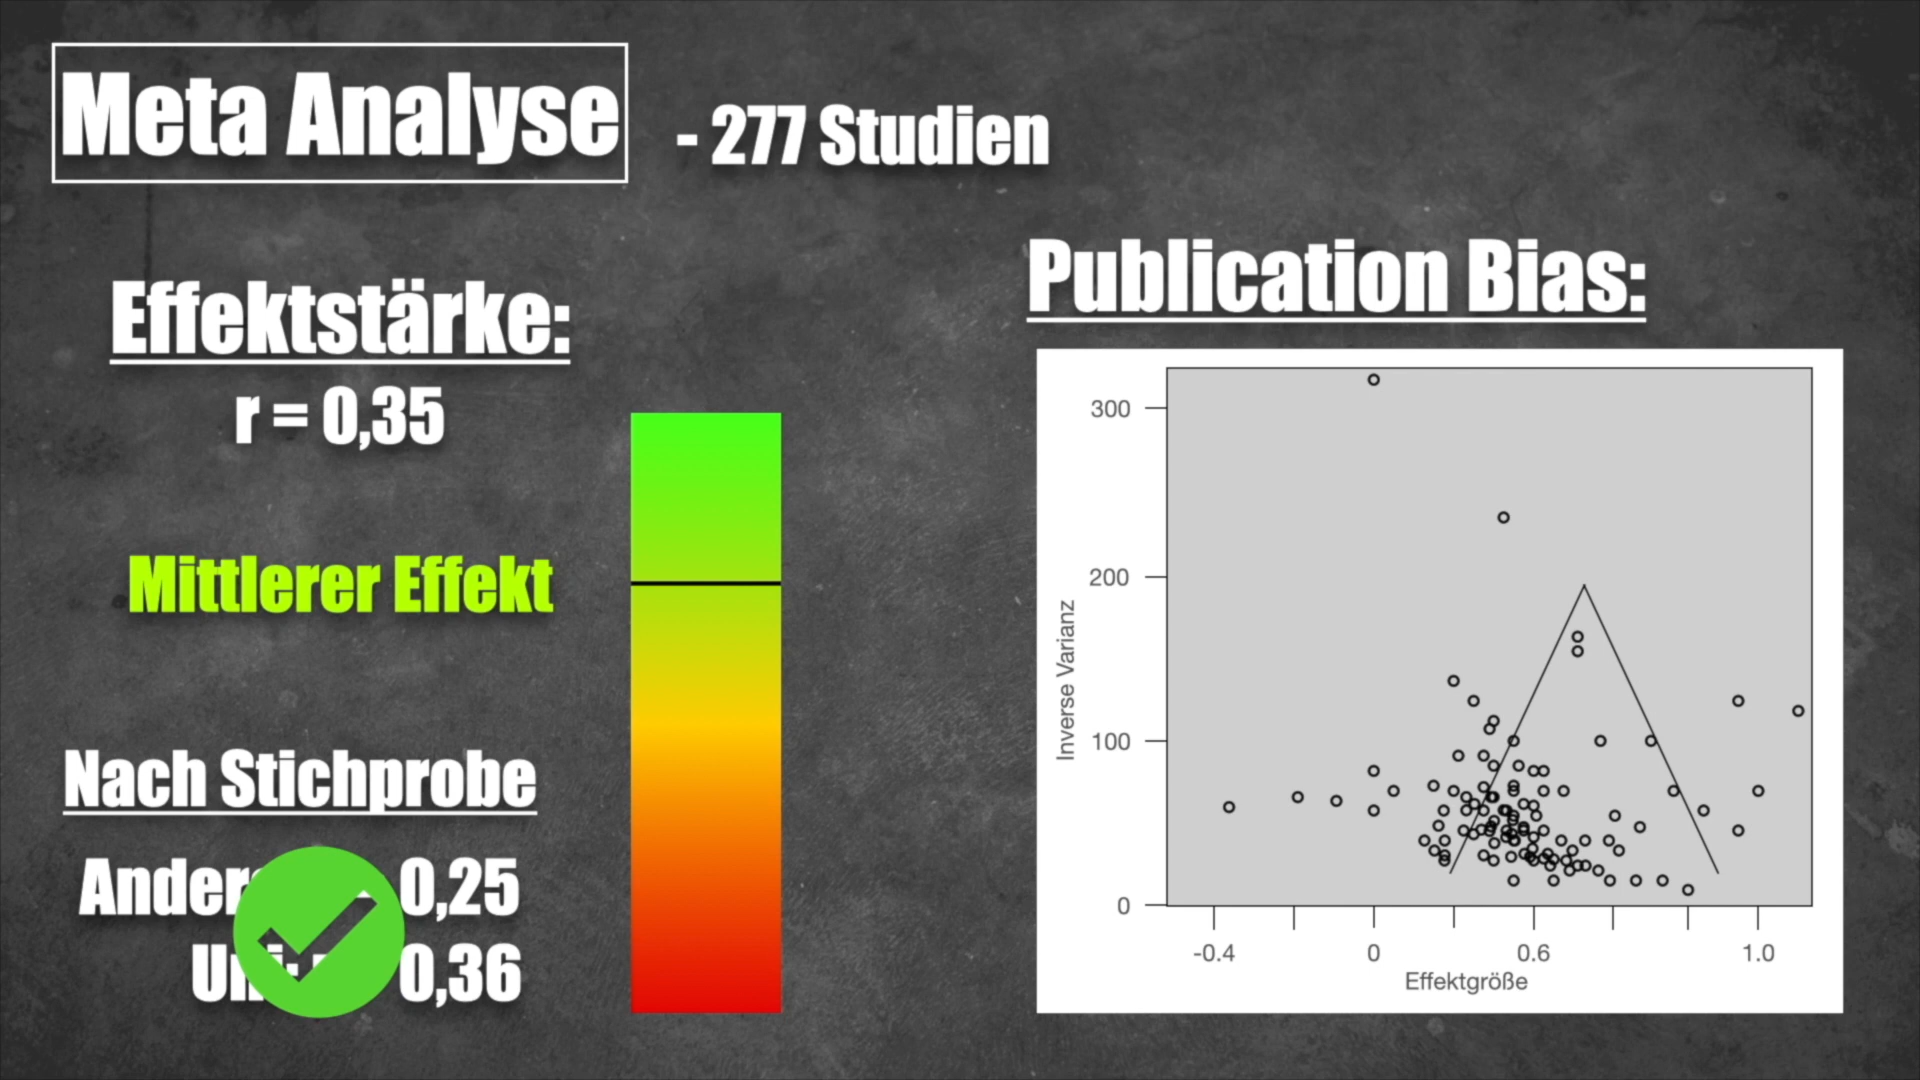 Meta Analyse
- 277 Studien
Effektstärke:
r = 0,35
Mittlerer Effekt
Nach Stichprobe
0,25
0,36
Publication Bias:
300
200
100
0
Inverse Varianz
-0.4
0
0.6
1.0
Effektgröße